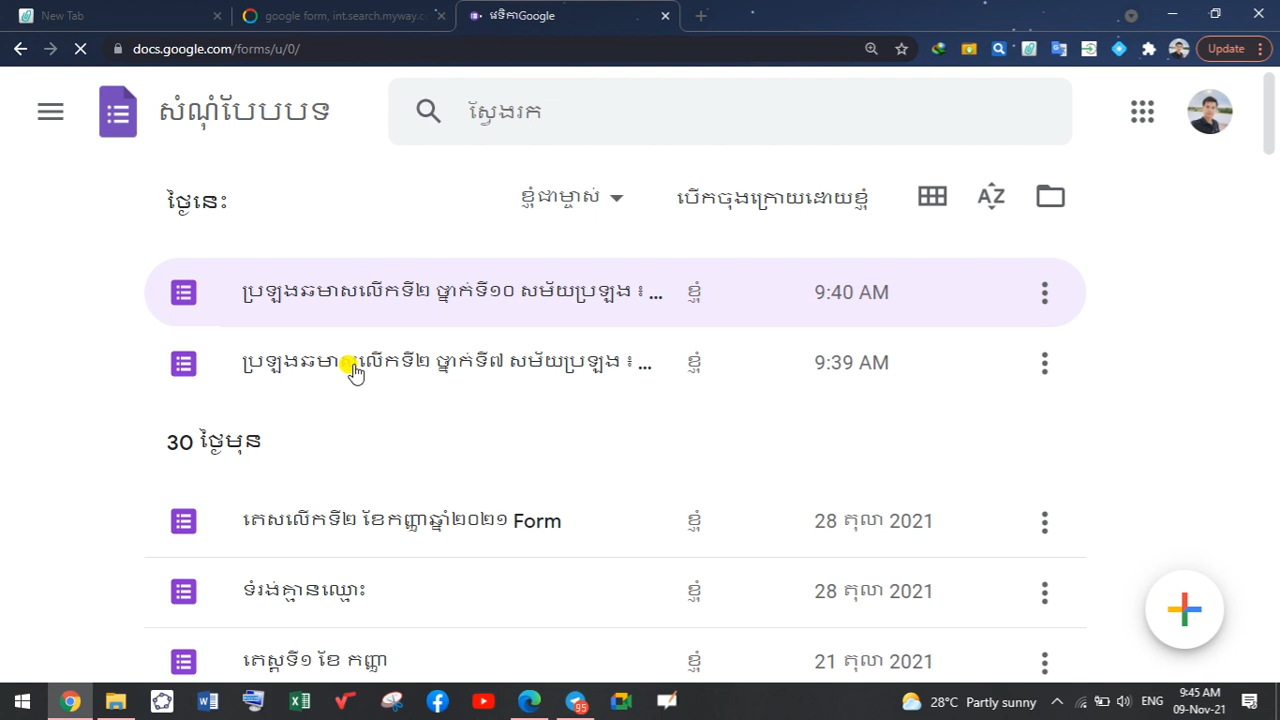 New Tab
google form, int.search.myway.co
វេទិកាGoogle
docs.google.com/forms/u/0/
Update
សំណុំបែបបទ
ស្វែងរក
ថ្ងៃនេះ
ខ្ញុំជាម្ចាស់
បើកចុងក្រោយដោយខ្ញុំ
AZ
ប្រឡងឆមាសលើកទី២ ថ្នាក់ទី១០ សម័យប្រឡង ៖ ...
ខ្ញុំ
9:40 AM
ប្រឡងឆមាសលើកទី២ ថ្នាក់ទី៧ សម័យប្រឡង ៖ ...
ខ្ញុំ
9:39 AM
30 ថ្ងៃមុន
តេសលើកទី២ ខែកញ្ញាឆ្នាំ២០២១ Form
ខ្ញុំ
28 តុលា 2021
ទំរង់គ្មានឈ្មោះ
ខ្ញុំ
28 តុលា 2021
តេស្តទី១ ខែ កញ្ញា
ខ្ញុំ
21 តុលា 2021
95
28°C Partly sunny
ENG
9:45 AM
09-Nov-21